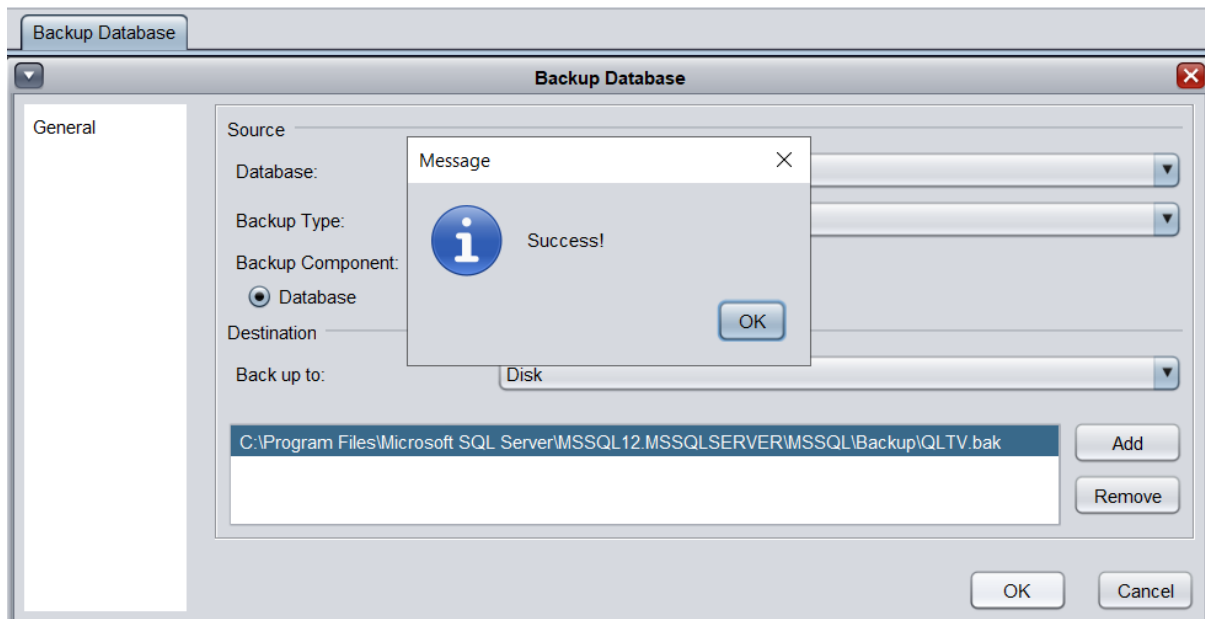 Backup Database
Backup Database
General
Source
Message
Database:
Backup Type:
Success!
Backup Component:
Database
OK
Destination
Back up to:
Disk
C:\Program Files\Microsoft SQL Server\MSSQL12.MSSQLSERVER\MSSQL\Backup\QLTV.bak
Add
Remove
OK
Cancel